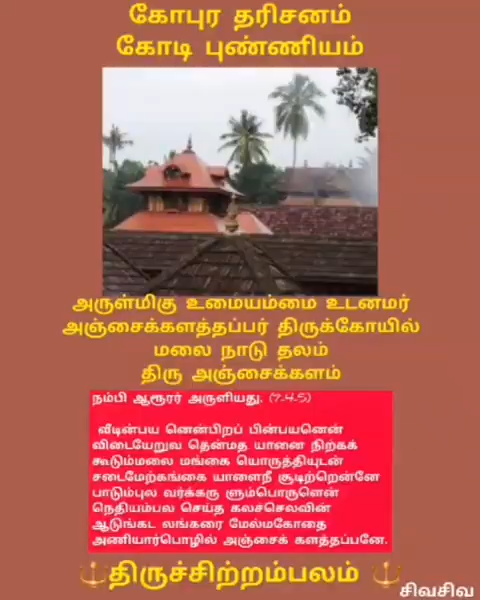 கோபுர தரிசனம்
கோடி புண்ணியம்
அருள்மிகு உமையம்மை உடனமர்
அஞ்சைக்களத்தப்பர் திருக்கோயில்
மலை நாடு தலம்
திரு அஞ்சைக்களம்
நம்பி ஆரூரர் அருளியது. (7.4.5)
வீடின்பய னென்பிறப் பின்பயனென்
விடையேறுவ தென்மத யானை நிற்கக்
கூடும்மலை மங்கை யொருத்தியுடன்
சடைமேற்கங்கை யாளைநீ சூடிற்றென்னே
பாடும்புல வர்க்கரு ளும்பொருளென்
நெதியம்பல செய்த கலச்செலவின்
ஆடுங்கட லங்கரை மேல்மகோதை
அணியார்பொழில் அஞ்சைக் களத்தப்பனே.
திருச்சிற்றம்பலம்
சிவசிவ